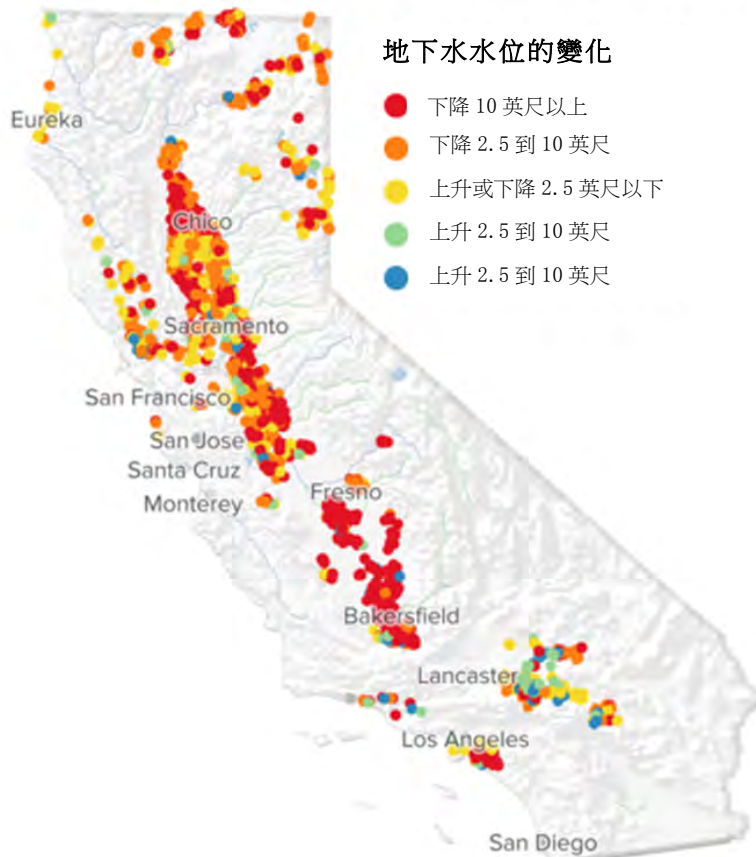 地下水水位的變化
下降 10 英尺以上
下降 2.5 到 10 英尺
上升或下降 2.5 英尺以下
上升 2.5 到 10 英尺
上升 2.5 到 10 英尺
Eureka
Chico
Sacramento
San Francisco
San Jose
Santa Cruz
Monterey
Fresno
Bakersfield
Lancaster
Los Angeles
San Diego